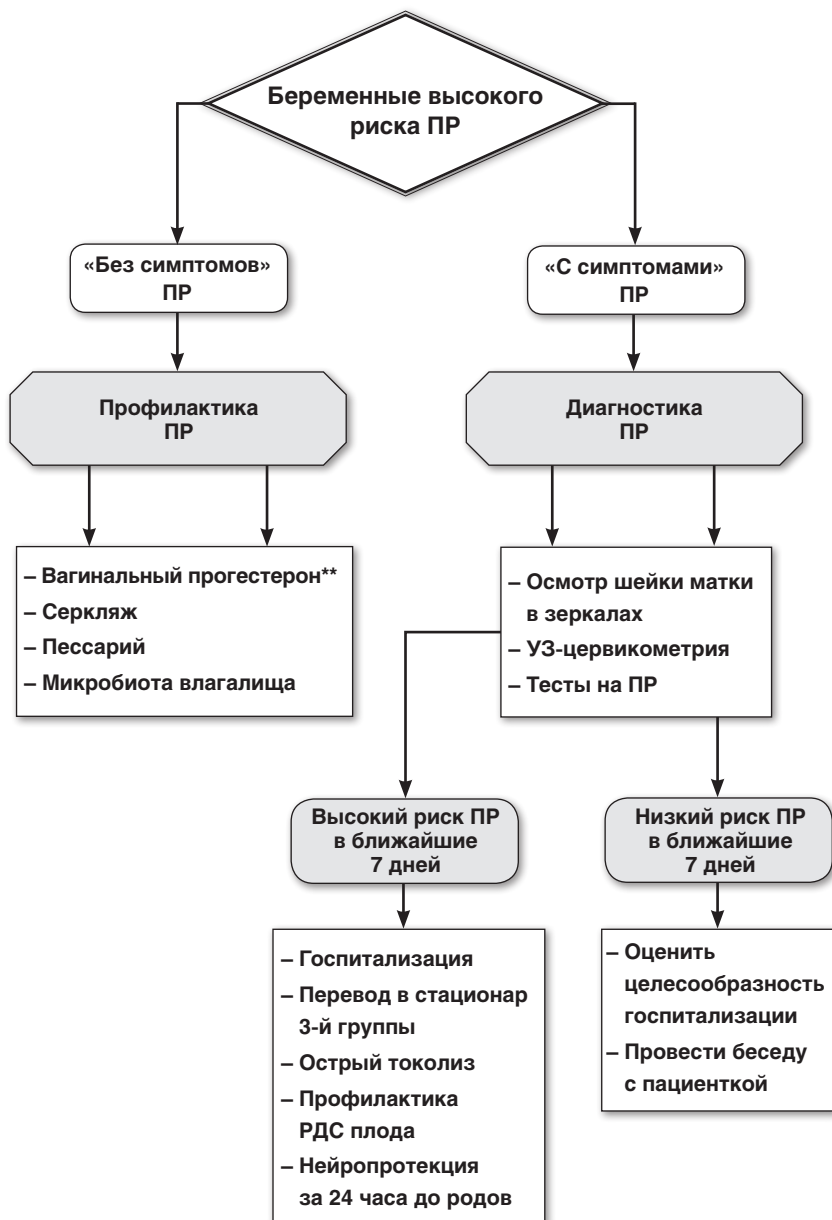 Беременные высокого
риска ПР
«Без симптомов»
ПР
«С симптомами»
ПР
Профилактика
ПР
Диагностика
ПР
– Вагинальный прогестерон**
– Серкляж
– Пессарий
– Микробиота влагалища
– Осмотр шейки матки
в зеркалах
– УЗ-цервикометрия
– Тесты на ПР
Высокий риск ПР
в ближайшие
7 дней
Низкий риск ПР
в ближайшие
7 дней
– Госпитализация
– Перевод в стационар
3-й группы
– Острый токолиз
– Профилактика
РДС плода
– Нейропротекция
за 24 часа до родов
– Оценить
целесообразность
госпитализации
– Провести беседу
с пациенткой